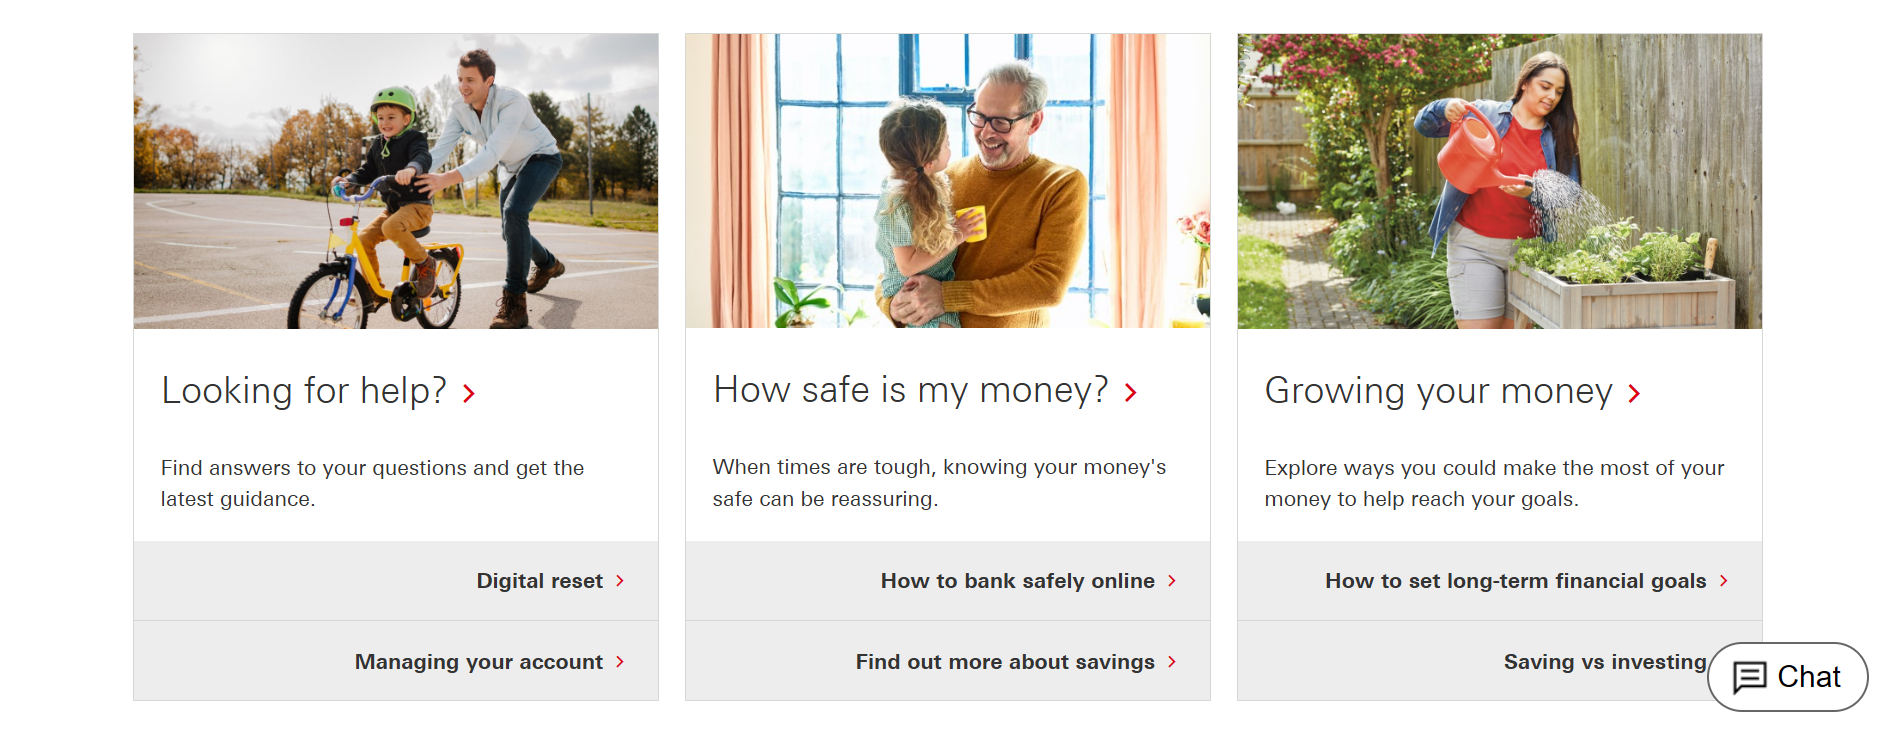 Looking for help?
Find answers to your questions and get the
latest guidance.
Digital reset
Managing your account
How safe is my money?
When times are tough, knowing your money's
safe can be reassuring.
How to bank safely online
Find out more about savings
Growing your money
Explore ways you could make the most of your
money to help reach your goals.
How to set long-term financial goals
Saving vs investing
Chat